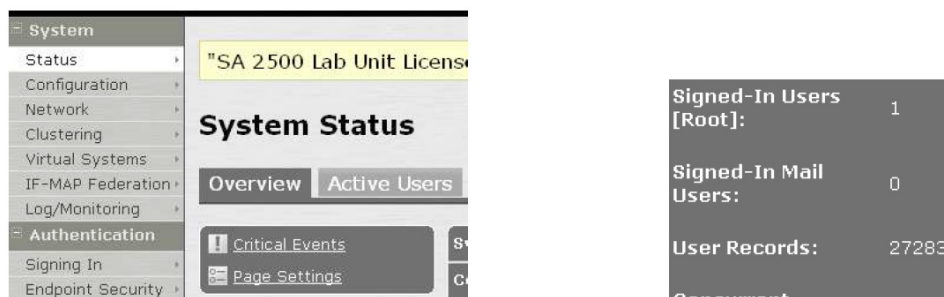 System
Status
Configuration
Network
Clustering
Virtual Systems
IF-MAP Federation
Log/Monitoring
Authentication
Signing In
Endpoint Security
"SA 2500 Lab Unit
System Status
Overview Active Users
Critical Events
Page Settings
Signed-In Users
[Root]: 1
Signed-In Mail
Users: 0
User Records: 27283